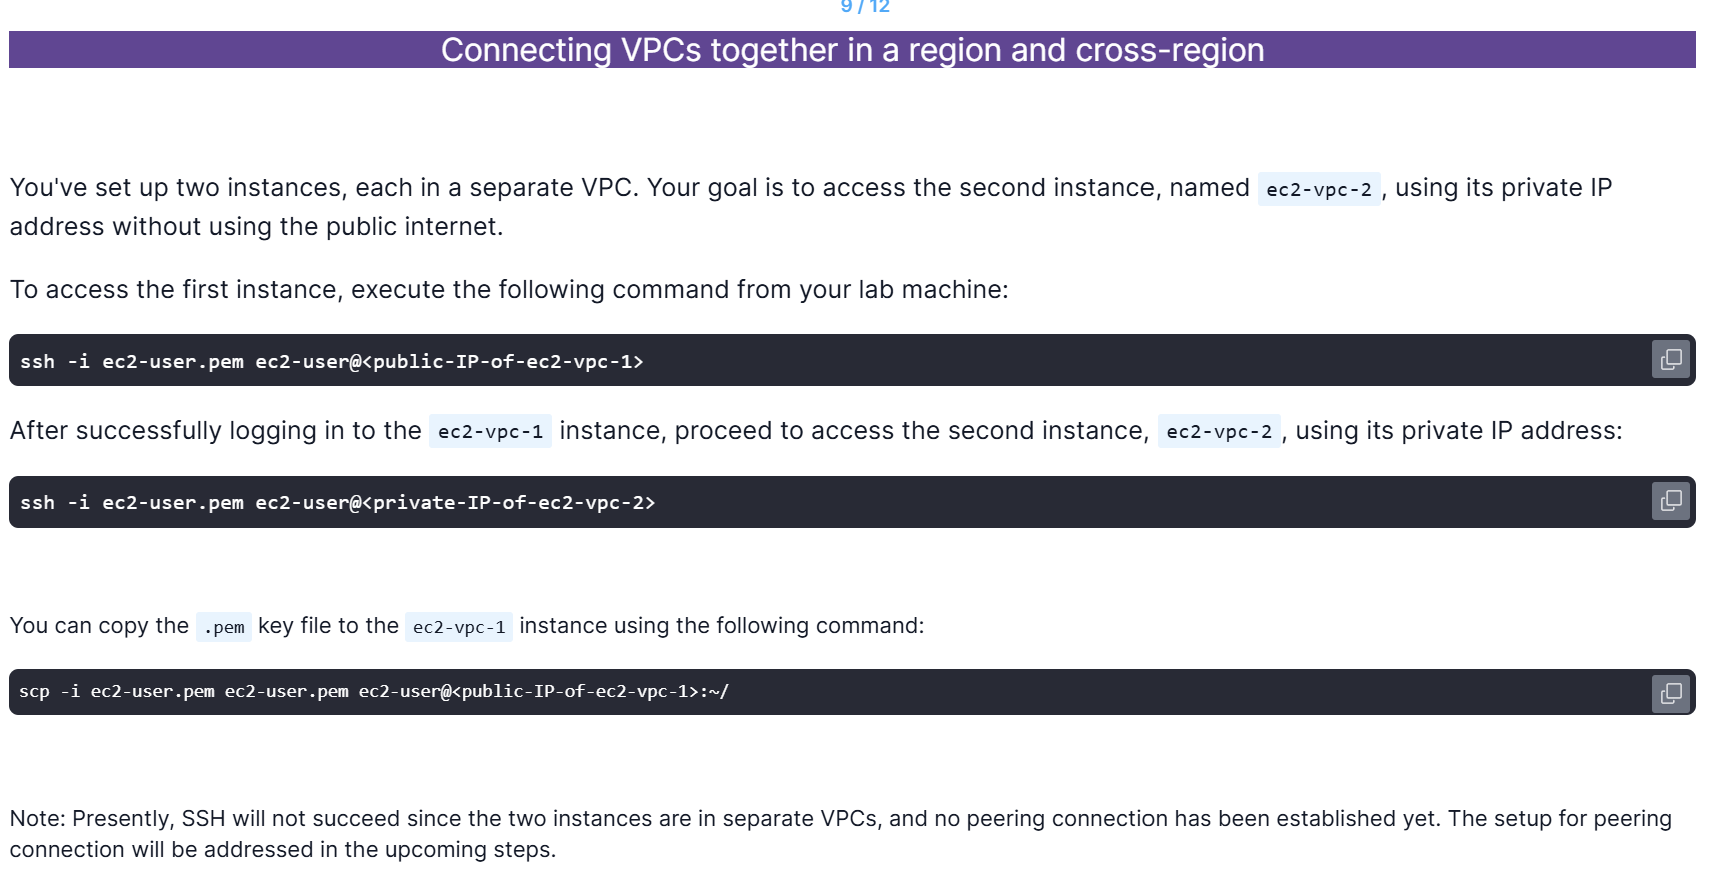 9 / 12
Connecting VPCs together in a region and cross-region
You've set up two instances, each in a separate VPC. Your goal is to access the second instance, named ec2-vpc-2, using its private IP
address without using the public internet.
To access the first instance, execute the following command from your lab machine:
ssh -i ec2-user.pem ec2-user@<public-IP-of-ec2-vpc-1>
After successfully logging in to the ec2-vpc-1 instance, proceed to access the second instance, ec2-vpc-2, using its private IP address:
ssh -i ec2-user.pem ec2-user@<private-IP-of-ec2-vpc-2>
You can copy the .pem key file to the ec2-vpc-1 instance using the following command:
scp -i ec2-user.pem ec2-user.pem ec2-user@<public-IP-of-ec2-vpc-1>:~/
Note: Presently, SSH will not succeed since the two instances are in separate VPCs, and no peering connection has been established yet. The setup for peering
connection will be addressed in the upcoming steps.